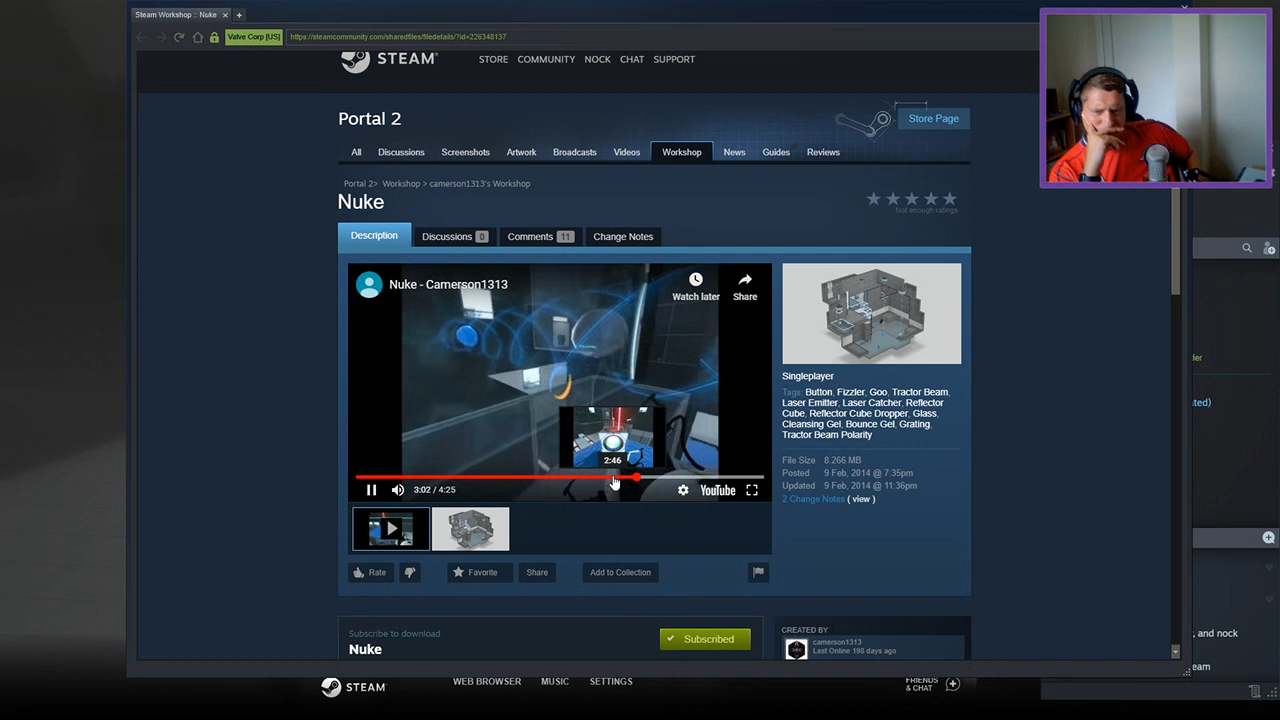 Steam Workshop :: Nuke
Valve Corp [US]
https://steamcommunity.com/sharedfiles/filedetails/?id=226348137
STEAM
STORE COMMUNITY NOCK CHAT SUPPORT
Portal 2
Store Page
All Discussions Screenshots Artwork Broadcasts Videos Workshop News Guides Reviews
Portal 2> Workshop > camerson1313's Workshop
Nuke
Not enough ratings
Description Discussions 0 Comments 11 Change Notes
Nuke - Camerson1313
Watch later Share
2:46
3:02 / 4:25
YouTube
Singleplayer
Tags: Button, Fizzler, Goo, Tractor Beam,
Laser Emitter, Laser Catcher, Reflector
Cube, Reflector Cube Dropper, Glass,
Cleansing Gel, Bounce Gel, Grating,
Tractor Beam Polarity
File Size 8.266 MB
Posted 9 Feb, 2014 @ 7:35pm
Updated 9 Feb, 2014 @ 11:36pm
2 Change Notes ( view )
Rate Favorite Share Add to Collection
Subscribe to download
Nuke
Subscribed
CREATED BY
camerson1313
Last Online 198 days ago
STEAM
WEB BROWSER MUSIC SETTINGS
FRIENDS
& CHAT
, and nock